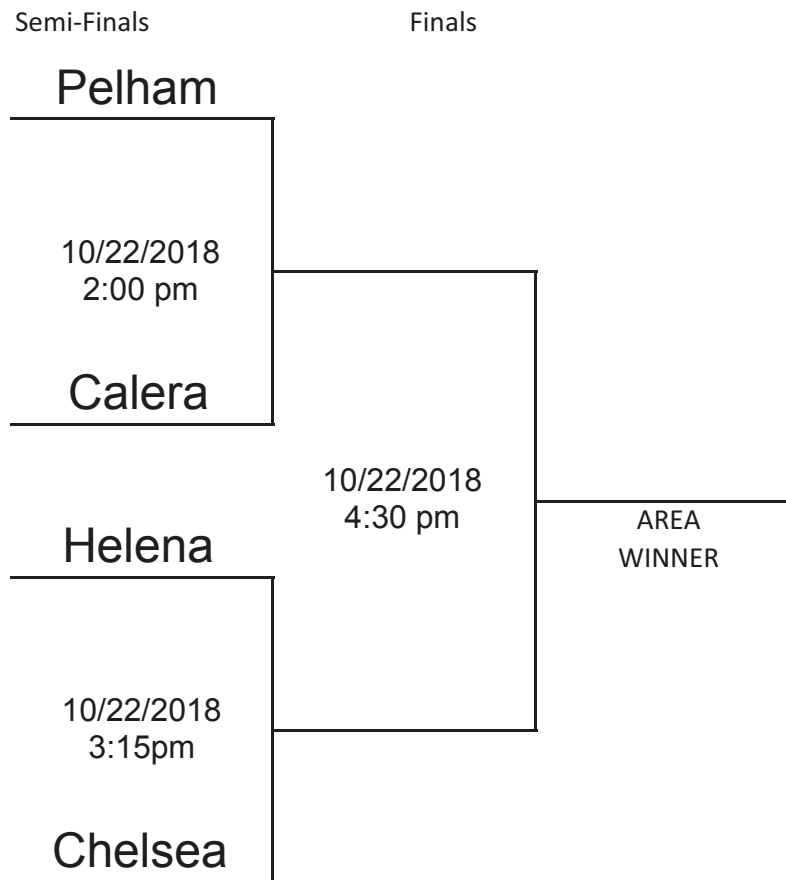 Semi-Finals Finals
Pelham
10/22/2018
2:00 pm
Calera
10/22/2018
4:30 pm
AREA
WINNER
Helena
10/22/2018
3:15pm
Chelsea